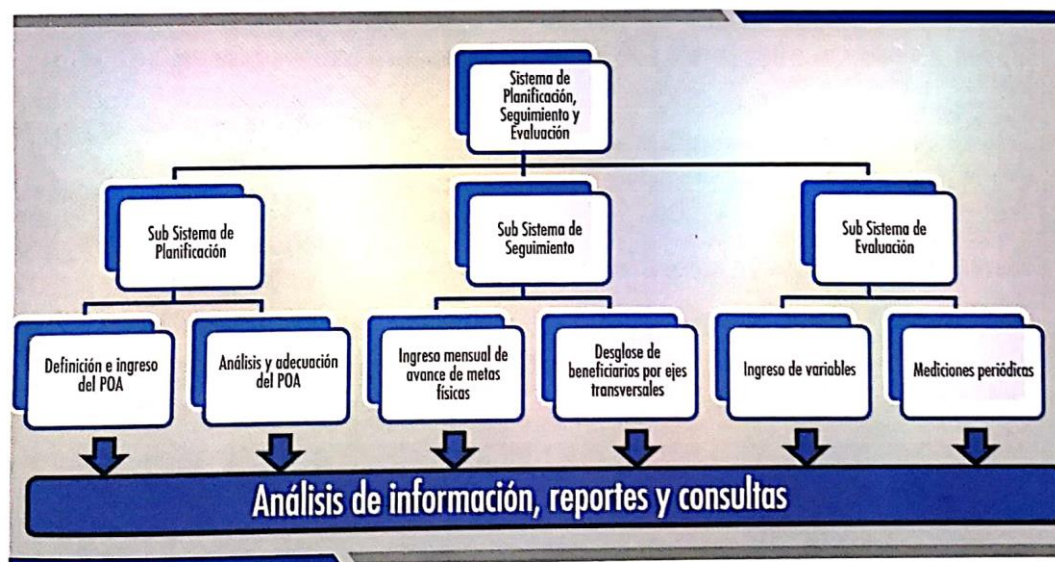 Sistema de
Planificación,
Seguimiento y
Evaluación
Sub Sistema de
Planificación
Sub Sistema de
Seguimiento
Sub Sistema de
Evaluación
Definición e ingreso
del POA
Análisis y adecuación
del POA
Ingreso mensual de
avance de metas
físicas
Desglose de
beneficiarios por ejes
transversales
Ingreso de variables
Mediciones periódicas
Análisis de información, reportes y consultas